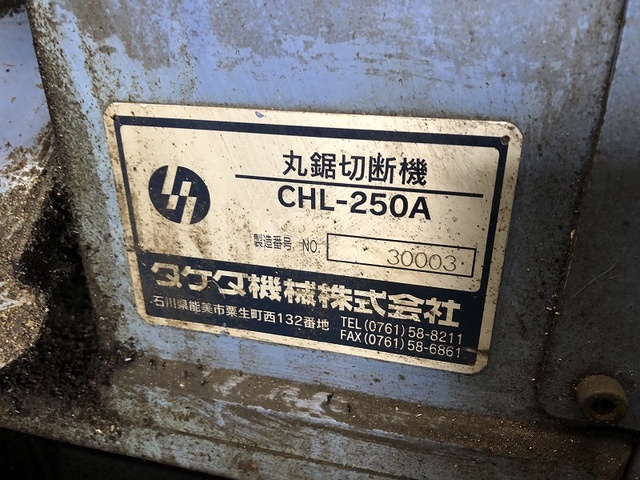 丸鋸切断機
CHL-250A
製造番号 NO. 30003
タケダ機械株式会社
石川県能美市粟生町西132番地
TEL(0761)58-8211
FAX(0761)58-6861